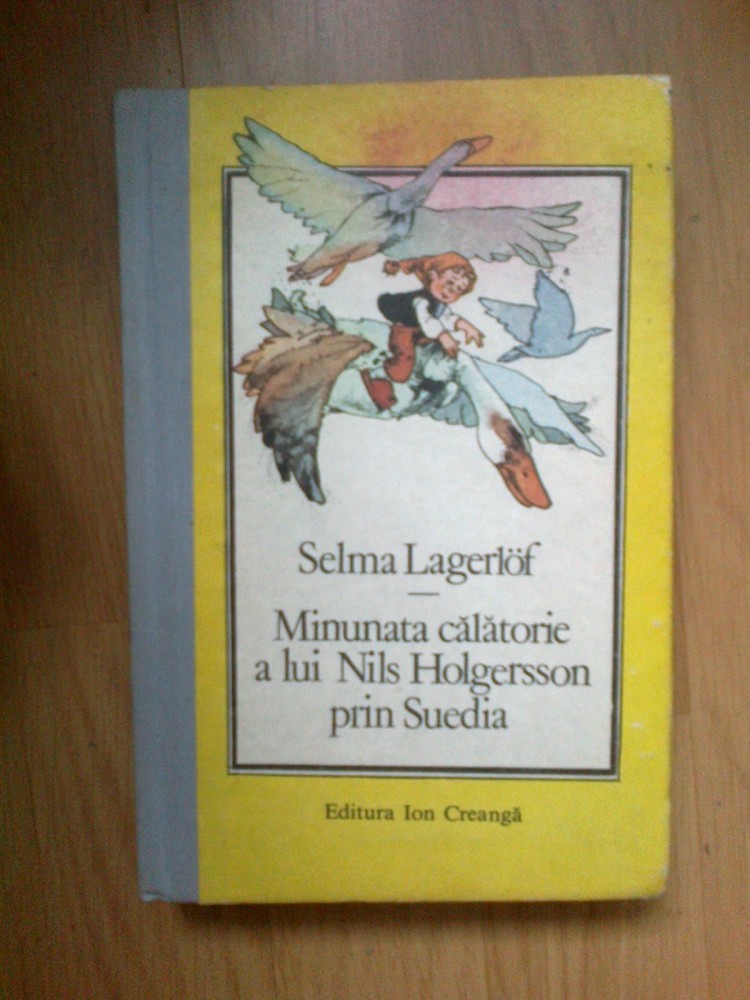 Selma Lagerlöf
Minunata călătorie
a lui Nils Holgersson
prin Suedia
Editura Ion Creangă